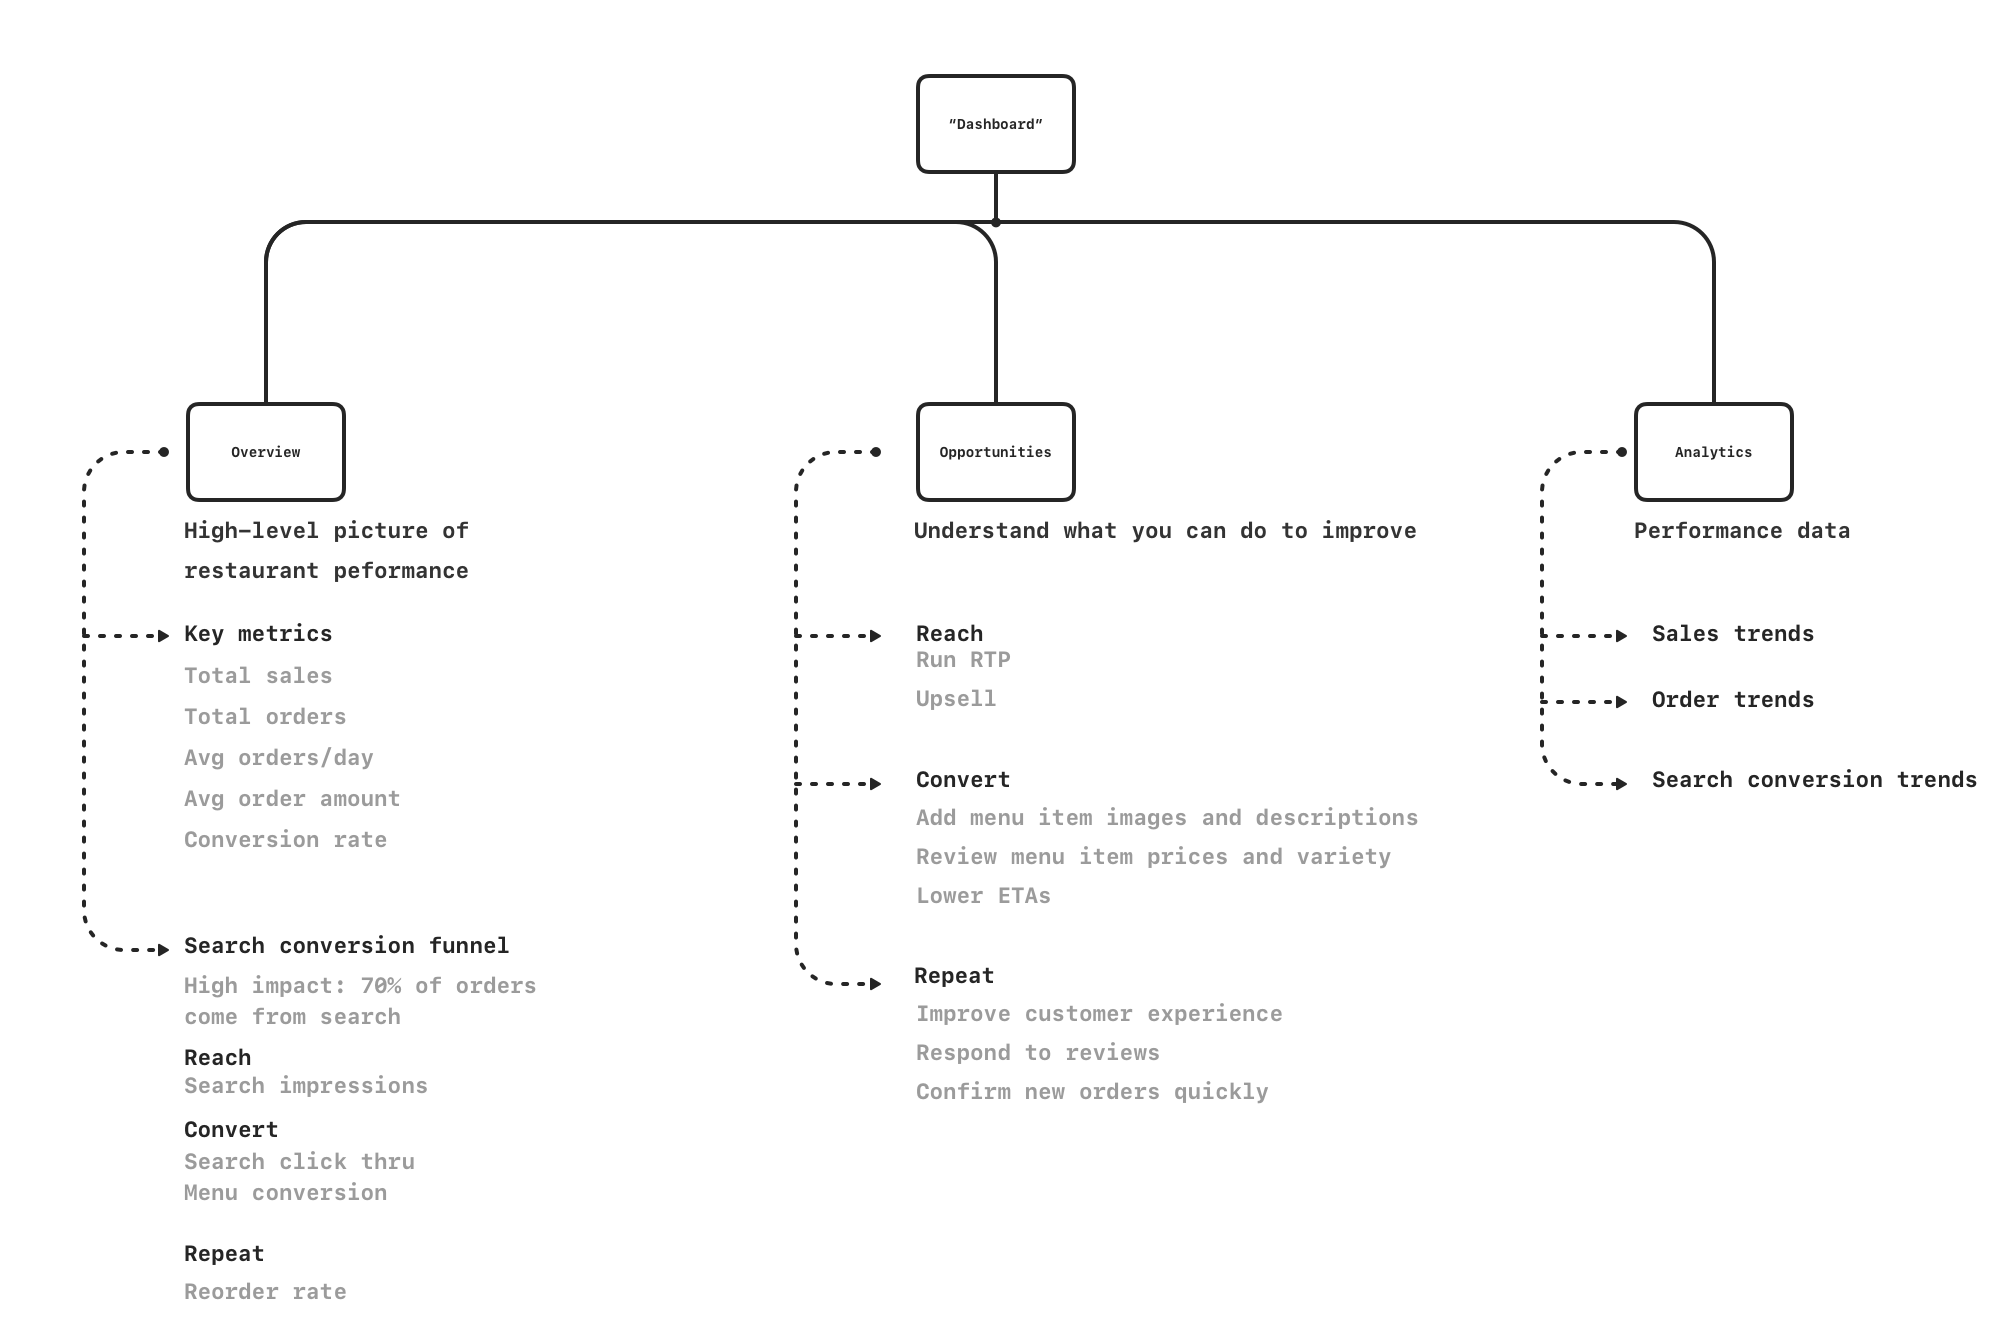 “Dashboard”
Overview
High-level picture of
restaurant peformance
Key metrics
Total sales
Total orders
Avg orders/day
Avg order amount
Conversion rate
Search conversion funnel
High impact: 70% of orders
come from search
Reach
Search impressions
Convert
Search click thru
Menu conversion
Repeat
Reorder rate
Opportunities
Understand what you can do to improve
Reach
Run RTP
Upsell
Convert
Add menu item images and descriptions
Review menu item prices and variety
Lower ETAs
Repeat
Improve customer experience
Respond to reviews
Confirm new orders quickly
Analytics
Performance data
Sales trends
Order trends
Search conversion trends